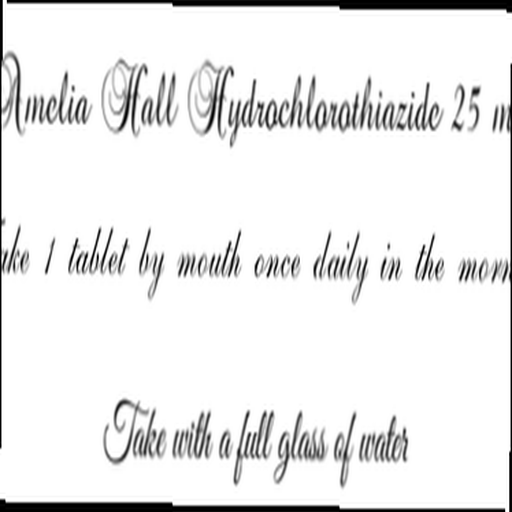 Amelia Hall Hydrochlorothiazide 25
1 tablet by mouth once daily in the
Take with a full glass of water